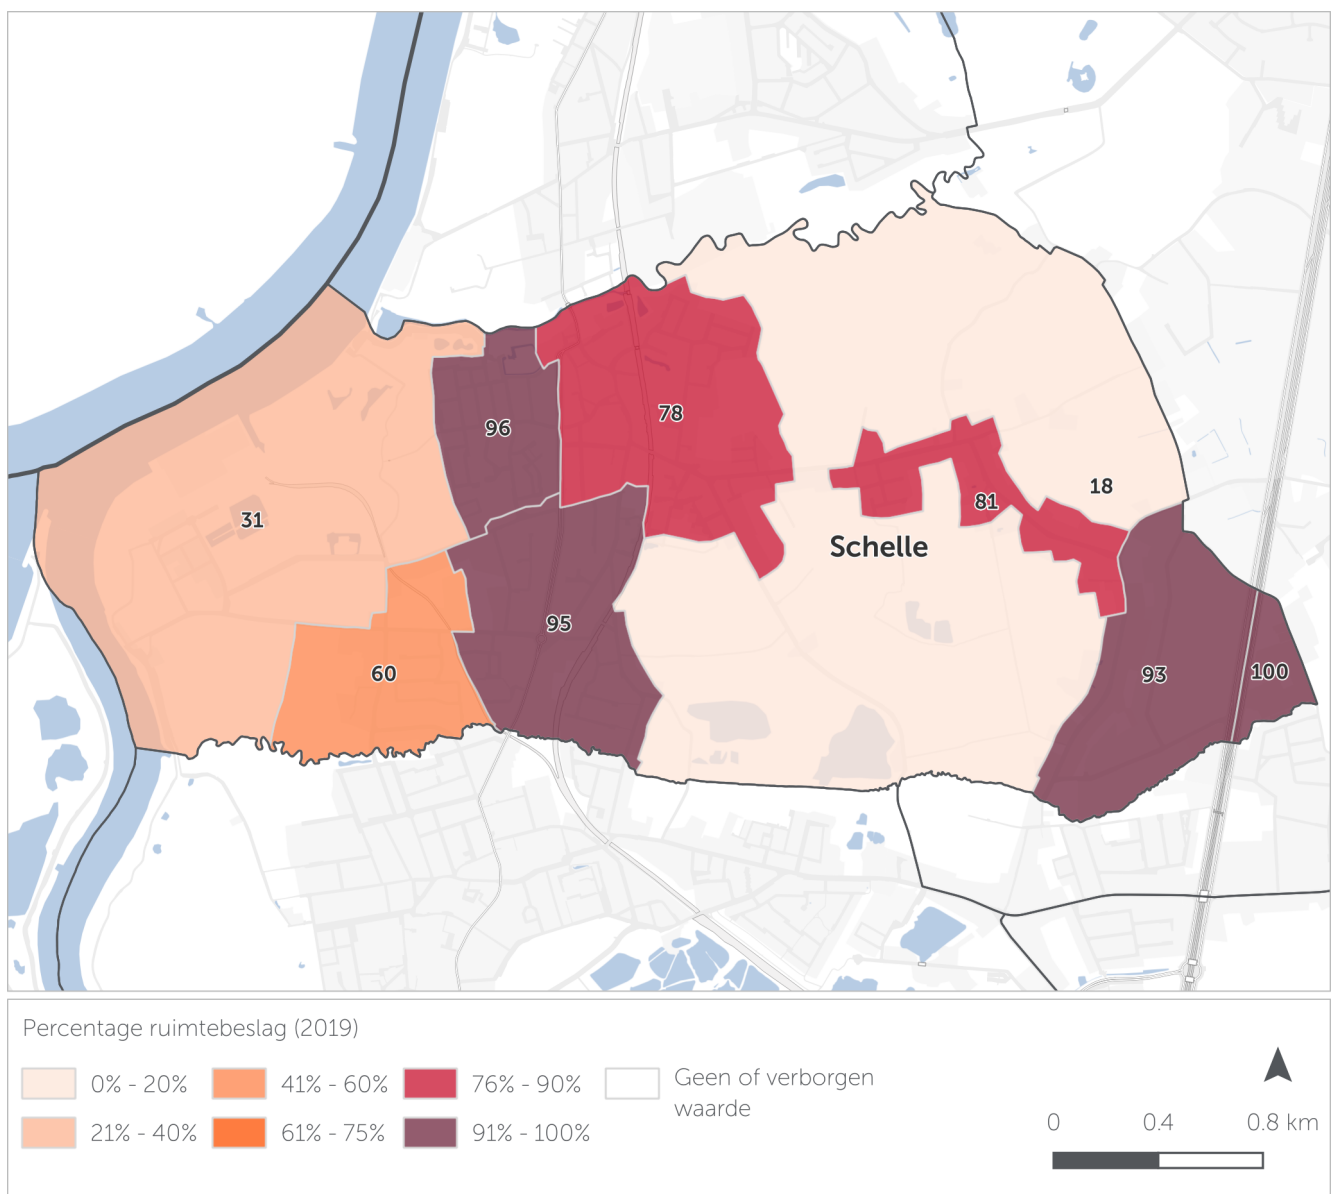 78
96
18
81
31
Schelle
95
60
93
100
Percentage ruimtebeslag (2019)
0% - 20%
41% - 60%
76% - 90%
Geen of verborgen
waarde
21% - 40%
61% - 75%
91% - 100%
0 0.4 0.8 km